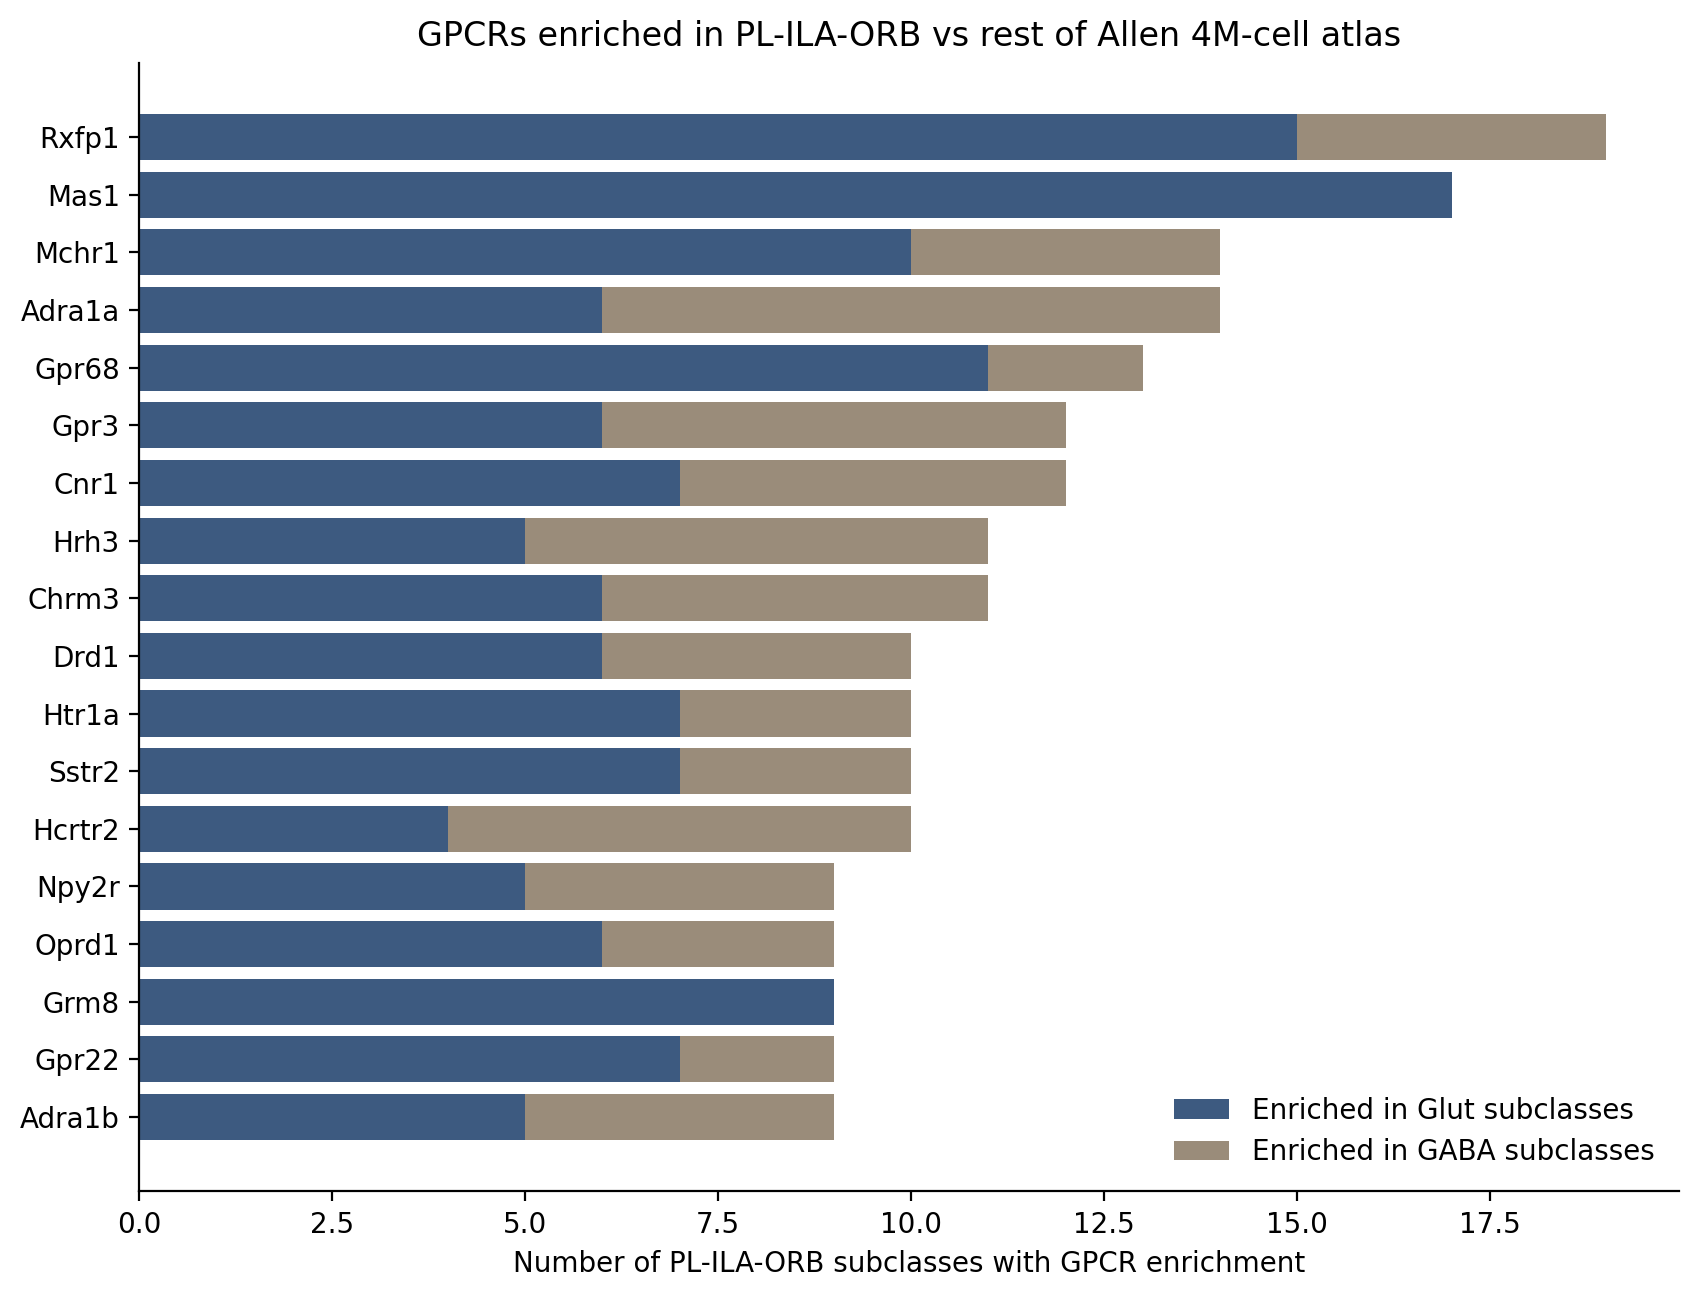 GPCRs enriched in PL-ILA-ORB vs rest of Allen 4M-cell atlas
Rxfp1
Mas1
Mchr1
Adra1a
Gpr68
Gpr3
Cnr1
Hrh3
Chrm3
Drd1
Htr1a
Sstr2
Hcrtr2
Npy2r
Oprd1
Grm8
Gpr22
Adra1b
Enriched in Glut subclasses
Enriched in GABA subclasses
0.0 2.5 5.0 7.5 10.0 12.5 15.0 17.5
Number of PL-ILA-ORB subclasses with GPCR enrichment